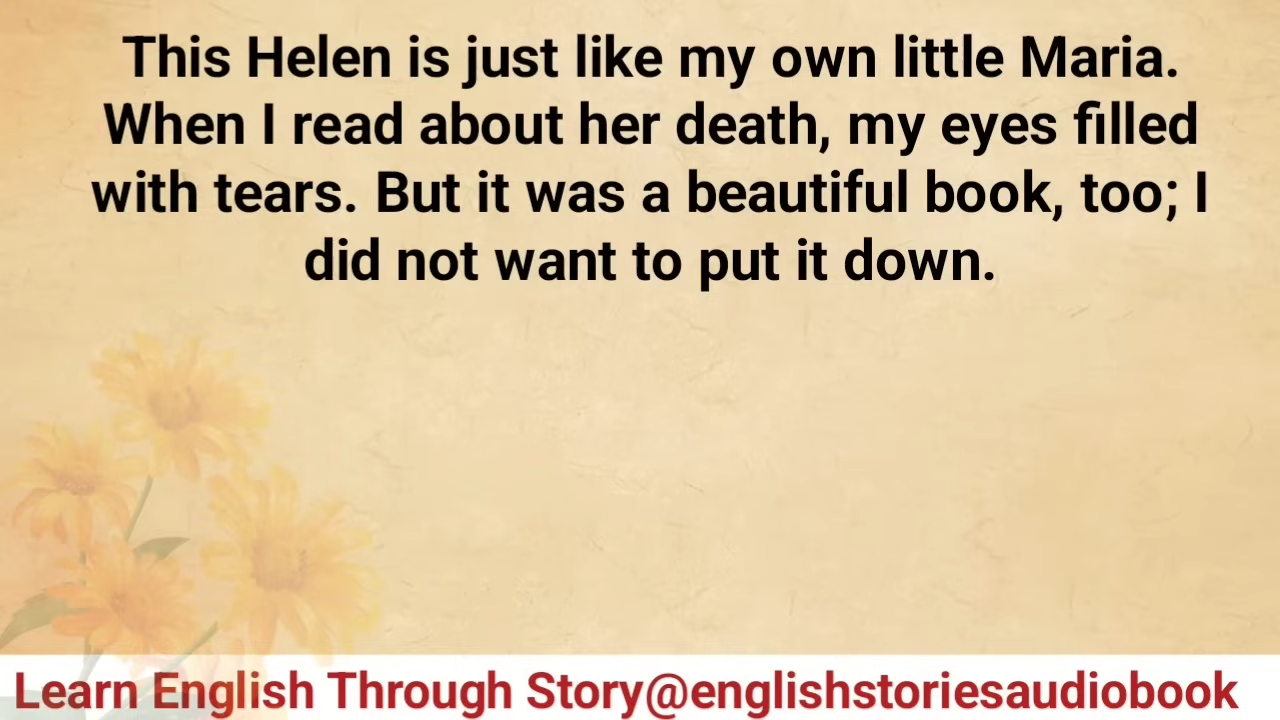 This Helen is just like my own little Maria.
When I read about her death, my eyes filled
with tears. But it was a beautiful book, too; I
did not want to put it down.
Learn English Through Story@englishstoriesaudiobook